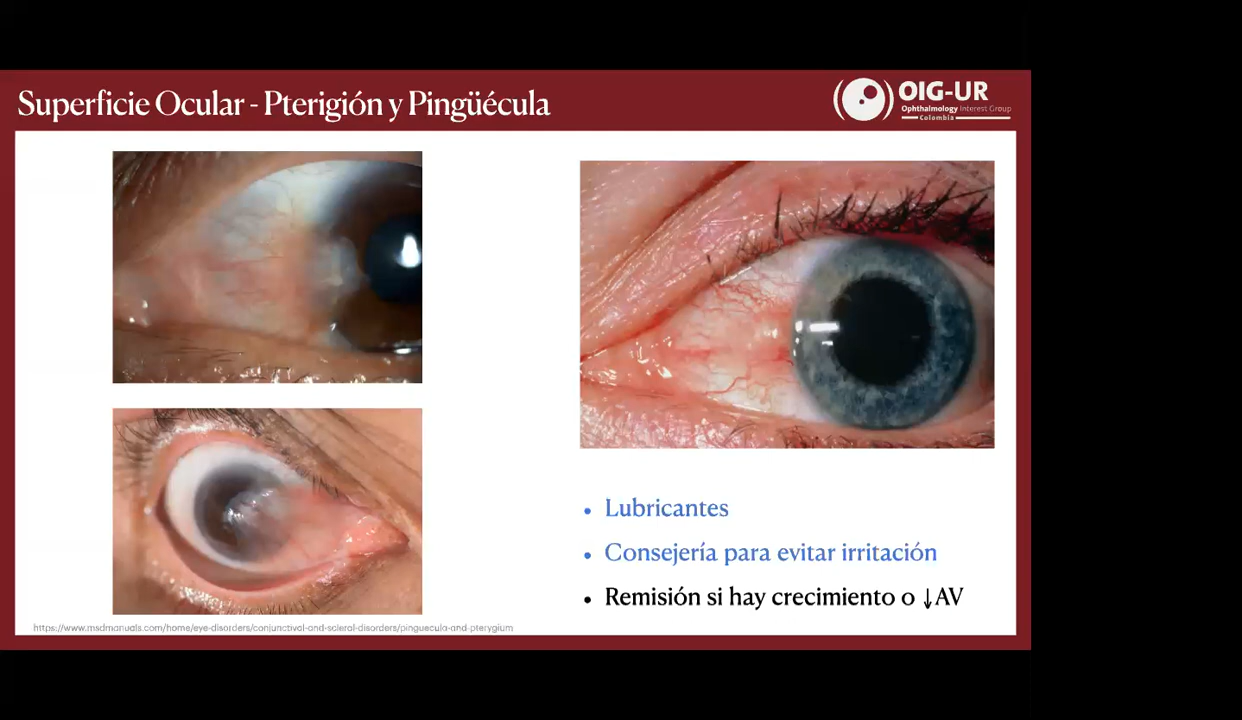 Superficie Ocular - Pterigión y Pingüécula
OIG-UR
Ophthalmology Interest Group
Colombia
• Lubricantes
• Consejería para evitar irritación
• Remisión si hay crecimiento o ↓AV
https://www.msdmanuals.com/home/eye-disorders/conjunctival-and-scleral-disorders/pinguecula-and-pterygium